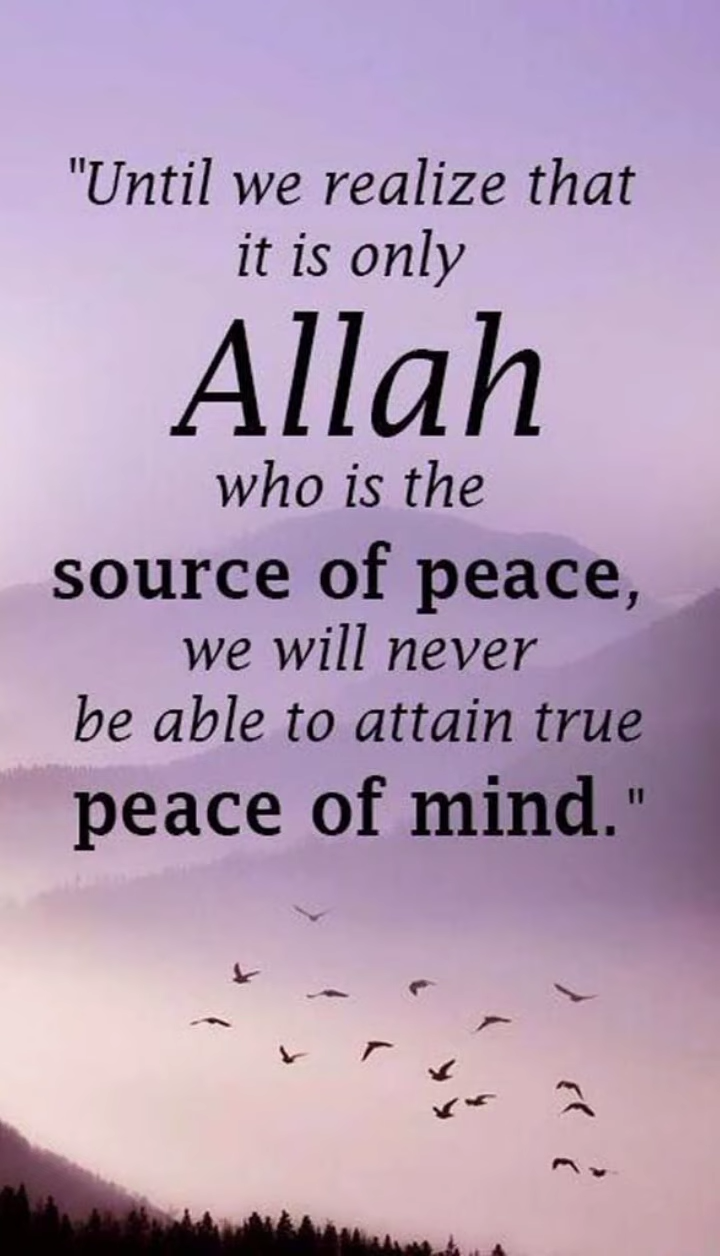 "Until we realize that
it is only
Allah
who is the
source of peace,
we will never
be able to attain true
peace of mind."